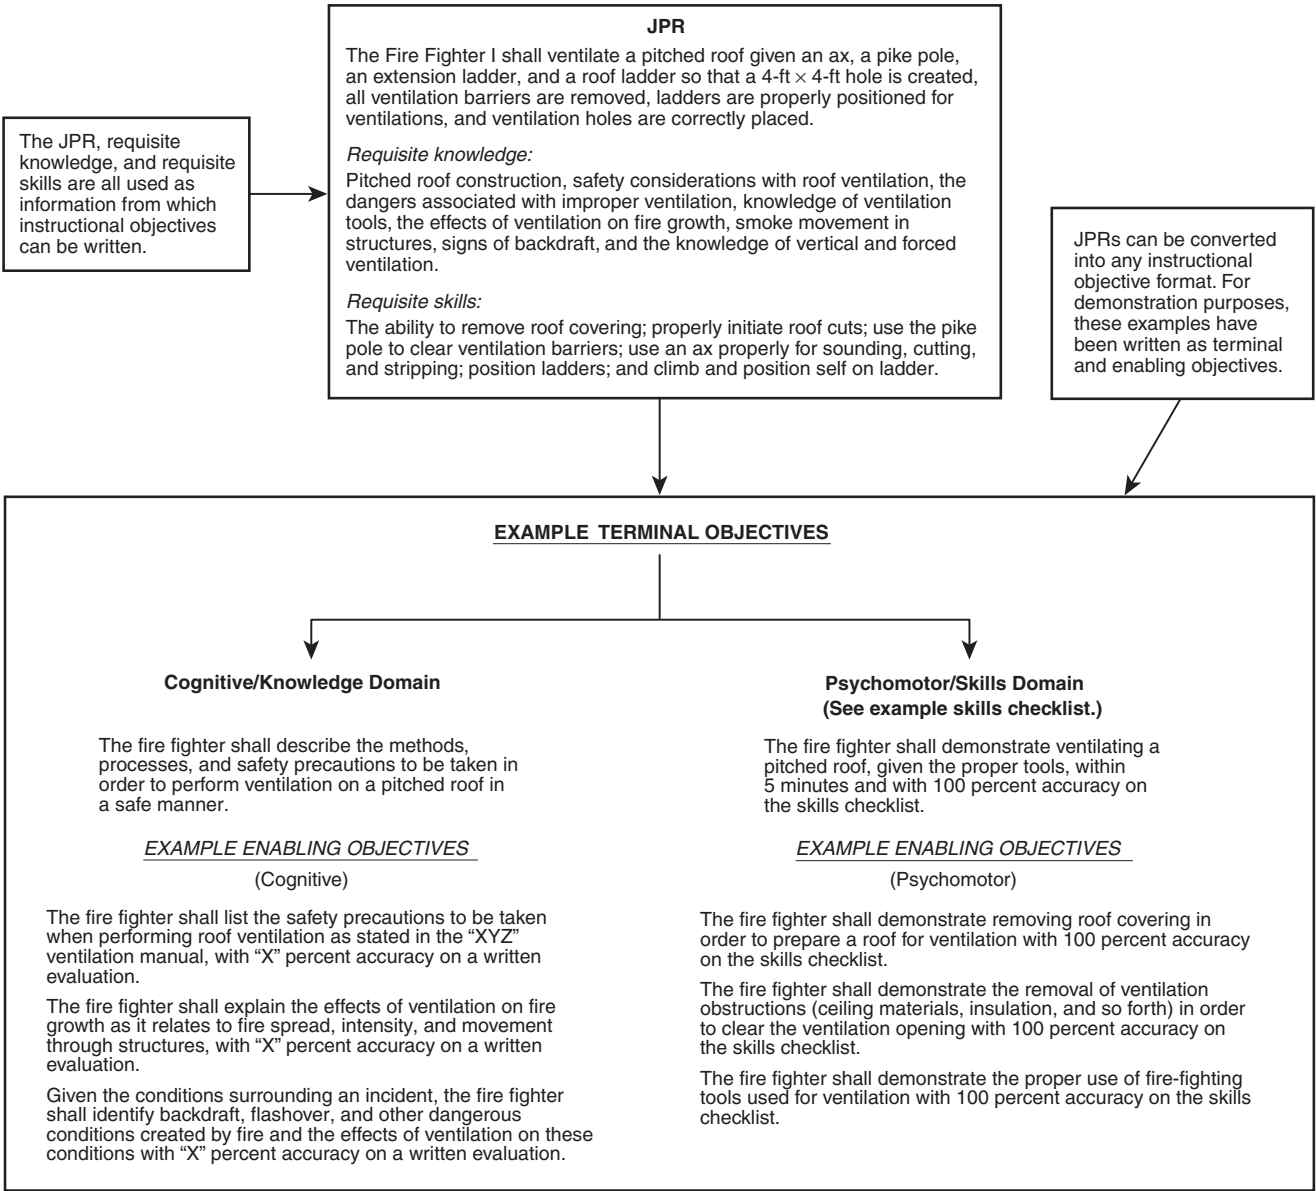 JPR
The Fire Fighter I shall ventilate a pitched roof given an ax, a pike pole,
an extension ladder, and a roof ladder so that a 4-ft × 4-ft hole is created,
all ventilation barriers are removed, ladders are properly positioned for
ventilations, and ventilation holes are correctly placed.
Requisite knowledge:
Pitched roof construction, safety considerations with roof ventilation, the
dangers associated with improper ventilation, knowledge of ventilation
tools, the effects of ventilation on fire growth, smoke movement in
structures, signs of backdraft, and the knowledge of vertical and forced
ventilation.
Requisite skills:
The ability to remove roof covering; properly initiate roof cuts; use the pike
pole to clear ventilation barriers; use an ax properly for sounding, cutting,
and stripping; position ladders; and climb and position self on ladder.
The JPR, requisite
knowledge, and requisite
skills are all used as
information from which
instructional objectives
can be written.
JPRs can be converted
into any instructional
objective format. For
demonstration purposes,
these examples have
been written as terminal
and enabling objectives.
EXAMPLE TERMINAL OBJECTIVES
Cognitive/Knowledge Domain
The fire fighter shall describe the methods,
processes, and safety precautions to be taken in
order to perform ventilation on a pitched roof in
a safe manner.
EXAMPLE ENABLING OBJECTIVES
(Cognitive)
The fire fighter shall list the safety precautions to be taken
when performing roof ventilation as stated in the “XYZ”
ventilation manual, with “X” percent accuracy on a written
evaluation.
The fire fighter shall explain the effects of ventilation on fire
growth as it relates to fire spread, intensity, and movement
through structures, with “X” percent accuracy on a written
evaluation.
Given the conditions surrounding an incident, the fire fighter
shall identify backdraft, flashover, and other dangerous
conditions created by fire and the effects of ventilation on these
conditions with “X” percent accuracy on a written evaluation.
Psychomotor/Skills Domain
(See example skills checklist.)
The fire fighter shall demonstrate ventilating a
pitched roof, given the proper tools, within
5 minutes and with 100 percent accuracy on
the skills checklist.
EXAMPLE ENABLING OBJECTIVES
(Psychomotor)
The fire fighter shall demonstrate removing roof covering in
order to prepare a roof for ventilation with 100 percent accuracy
on the skills checklist.
The fire fighter shall demonstrate the removal of ventilation
obstructions (ceiling materials, insulation, and so forth) in order
to clear the ventilation opening with 100 percent accuracy on
the skills checklist.
The fire fighter shall demonstrate the proper use of fire-fighting
tools used for ventilation with 100 percent accuracy on the skills
checklist.